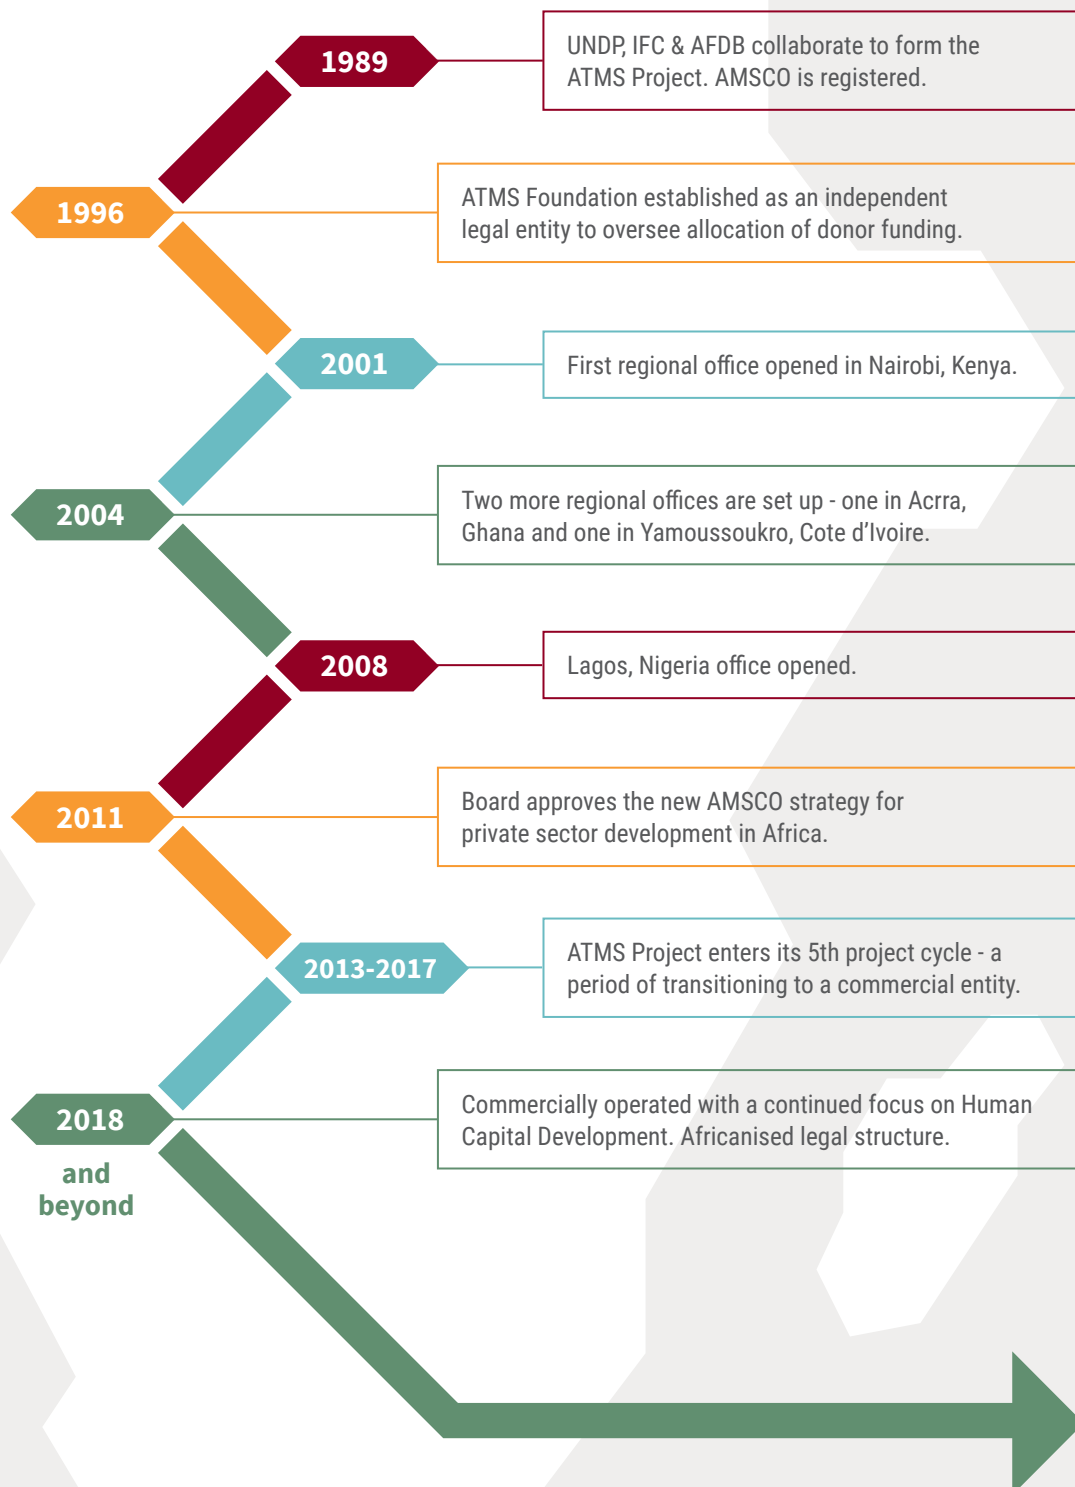 1989
UNDP, IFC & AFDB collaborate to form the
ATMS Project. AMSCO is registered.
1996
ATMS Foundation established as an independent
legal entity to oversee allocation of donor funding.
2001
First regional office opened in Nairobi, Kenya.
2004
Two more regional offices are set up - one in Acrra,
Ghana and one in Yamoussoukro, Cote d’Ivoire.
2008
Lagos, Nigeria office opened.
2011
Board approves the new AMSCO strategy for
private sector development in Africa.
2013-2017
ATMS Project enters its 5th project cycle - a
period of transitioning to a commercial entity.
2018
and
beyond
Commercially operated with a continued focus on Human
Capital Development. Africanised legal structure.